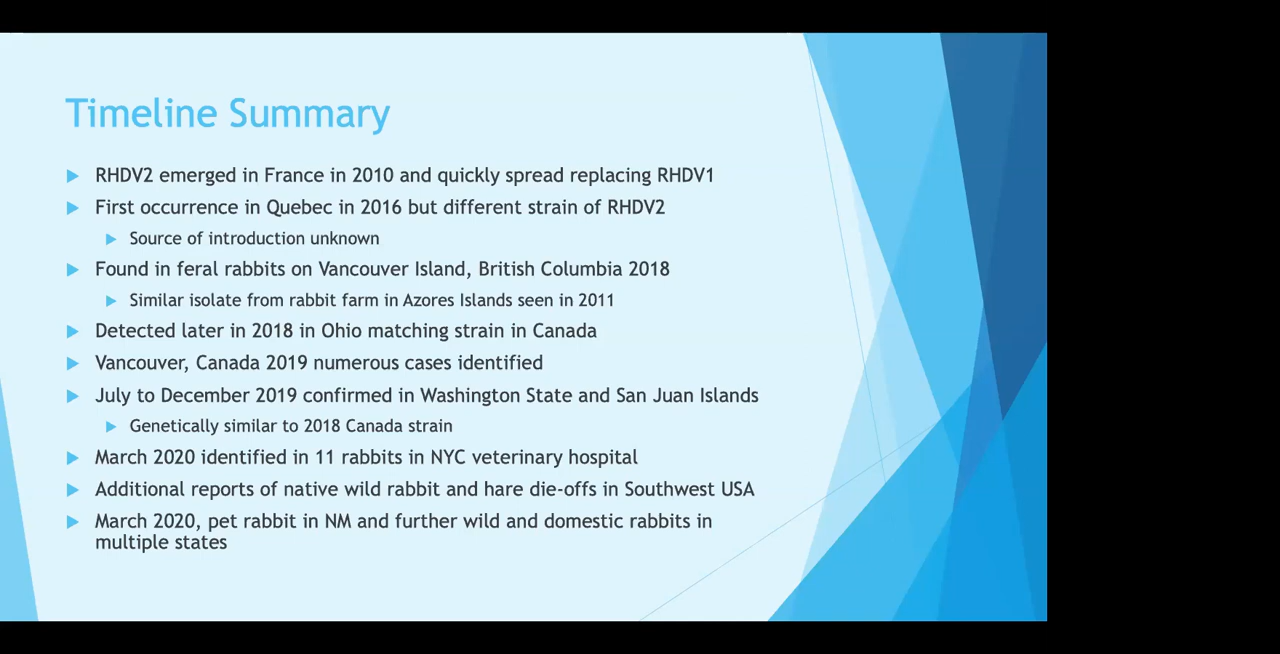 Timeline Summary
RHDV2 emerged in France in 2010 and quickly spread replacing RHDV1
First occurrence in Quebec in 2016 but different strain of RHDV2
Source of introduction unknown
Found in feral rabbits on Vancouver Island, British Columbia 2018
Similar isolate from rabbit farm in Azores Islands seen in 2011
Detected later in 2018 in Ohio matching strain in Canada
Vancouver, Canada 2019 numerous cases identified
July to December 2019 confirmed in Washington State and San Juan Islands
Genetically similar to 2018 Canada strain
March 2020 identified in 11 rabbits in NYC veterinary hospital
Additional reports of native wild rabbit and hare die-offs in Southwest USA
March 2020, pet rabbit in NM and further wild and domestic rabbits in
multiple states